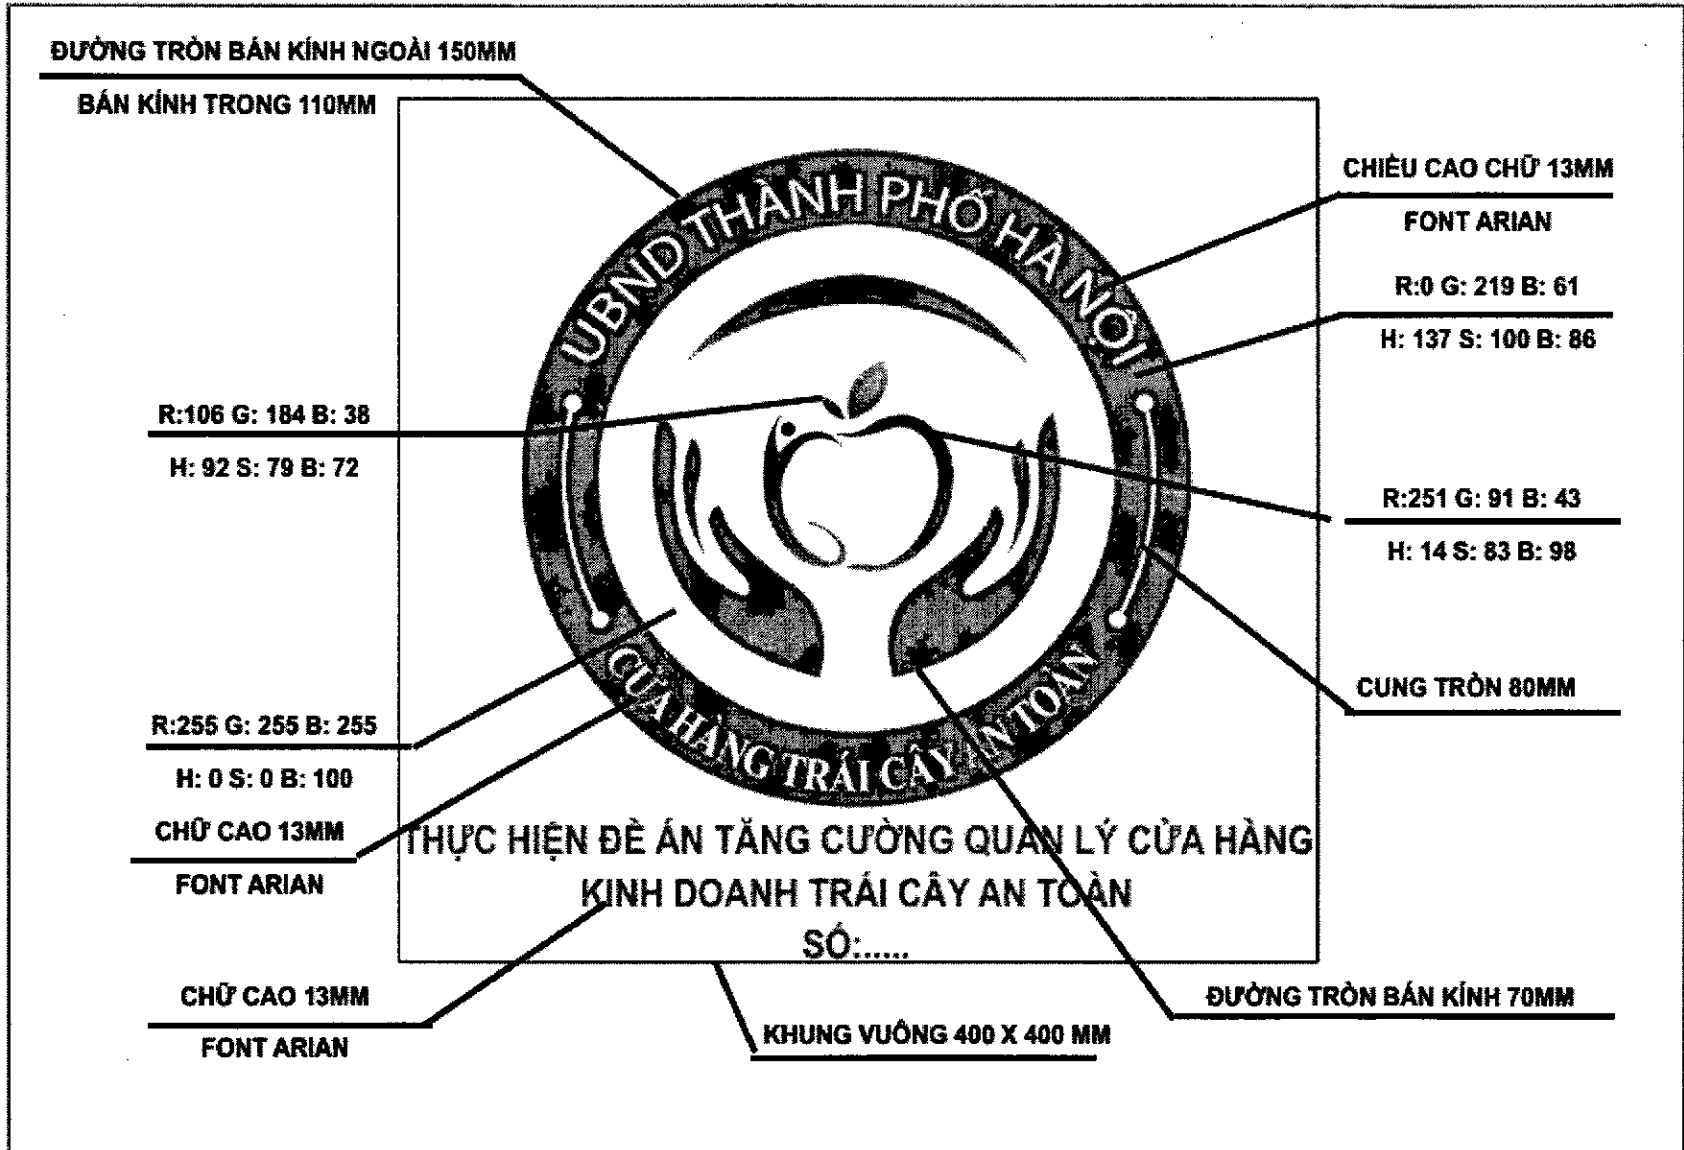 ĐƯỜNG TRÒN BÁN KÍNH NGOÀI 150MM
BÁN KÍNH TRONG 110MM
CHIỀU CAO CHỮ 13MM
FONT ARIAN
R:0 G: 219 B: 61
H: 137 S: 100 B: 86
UBND THÀNH PHỐ HÀ NỘI
R:106 G: 184 B: 38
H: 92 S: 79 B: 72
R:251 G: 91 B: 43
H: 14 S: 83 B: 98
CUNG TRÒN 80MM
R:255 G: 255 B: 255
H: 0 S: 0 B: 100
CỬA HÀNG TRÁI CÂY AN TOÀN
CHỮ CAO 13MM
FONT ARIAN
THỰC HIỆN ĐỀ ÁN TĂNG CƯỜNG QUẢN LÝ CỬA HÀNG
KINH DOANH TRÁI CÂY AN TOÀN
SỐ:......
CHỮ CAO 13MM
FONT ARIAN
KHUNG VUÔNG 400 X 400 MM
ĐƯỜNG TRÒN BÁN KÍNH 70MM